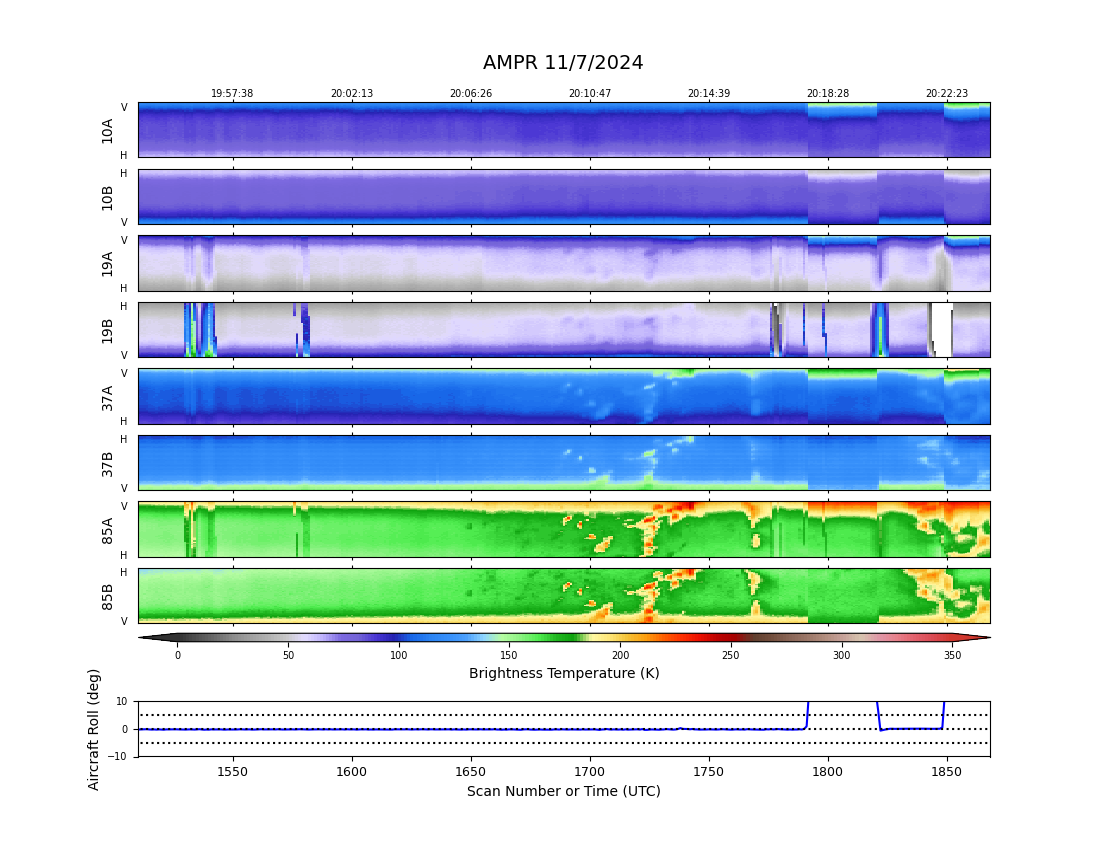 AMPR 11/7/2024
19:57:38 20:02:13 20:06:26 20:10:47 20:14:39 20:18:28 20:22:23
V
10A
H
H
10B
V
V
19A
H
H
19B
V
V
37A
H
H
37B
V
V
85A
H
H
85B
V
0 50 100 150 200 250 300 350
Brightness Temperature (K)
Aircraft Roll (deg)
10
0
−10
1550 1600 1650 1700 1750 1800 1850
Scan Number or Time (UTC)